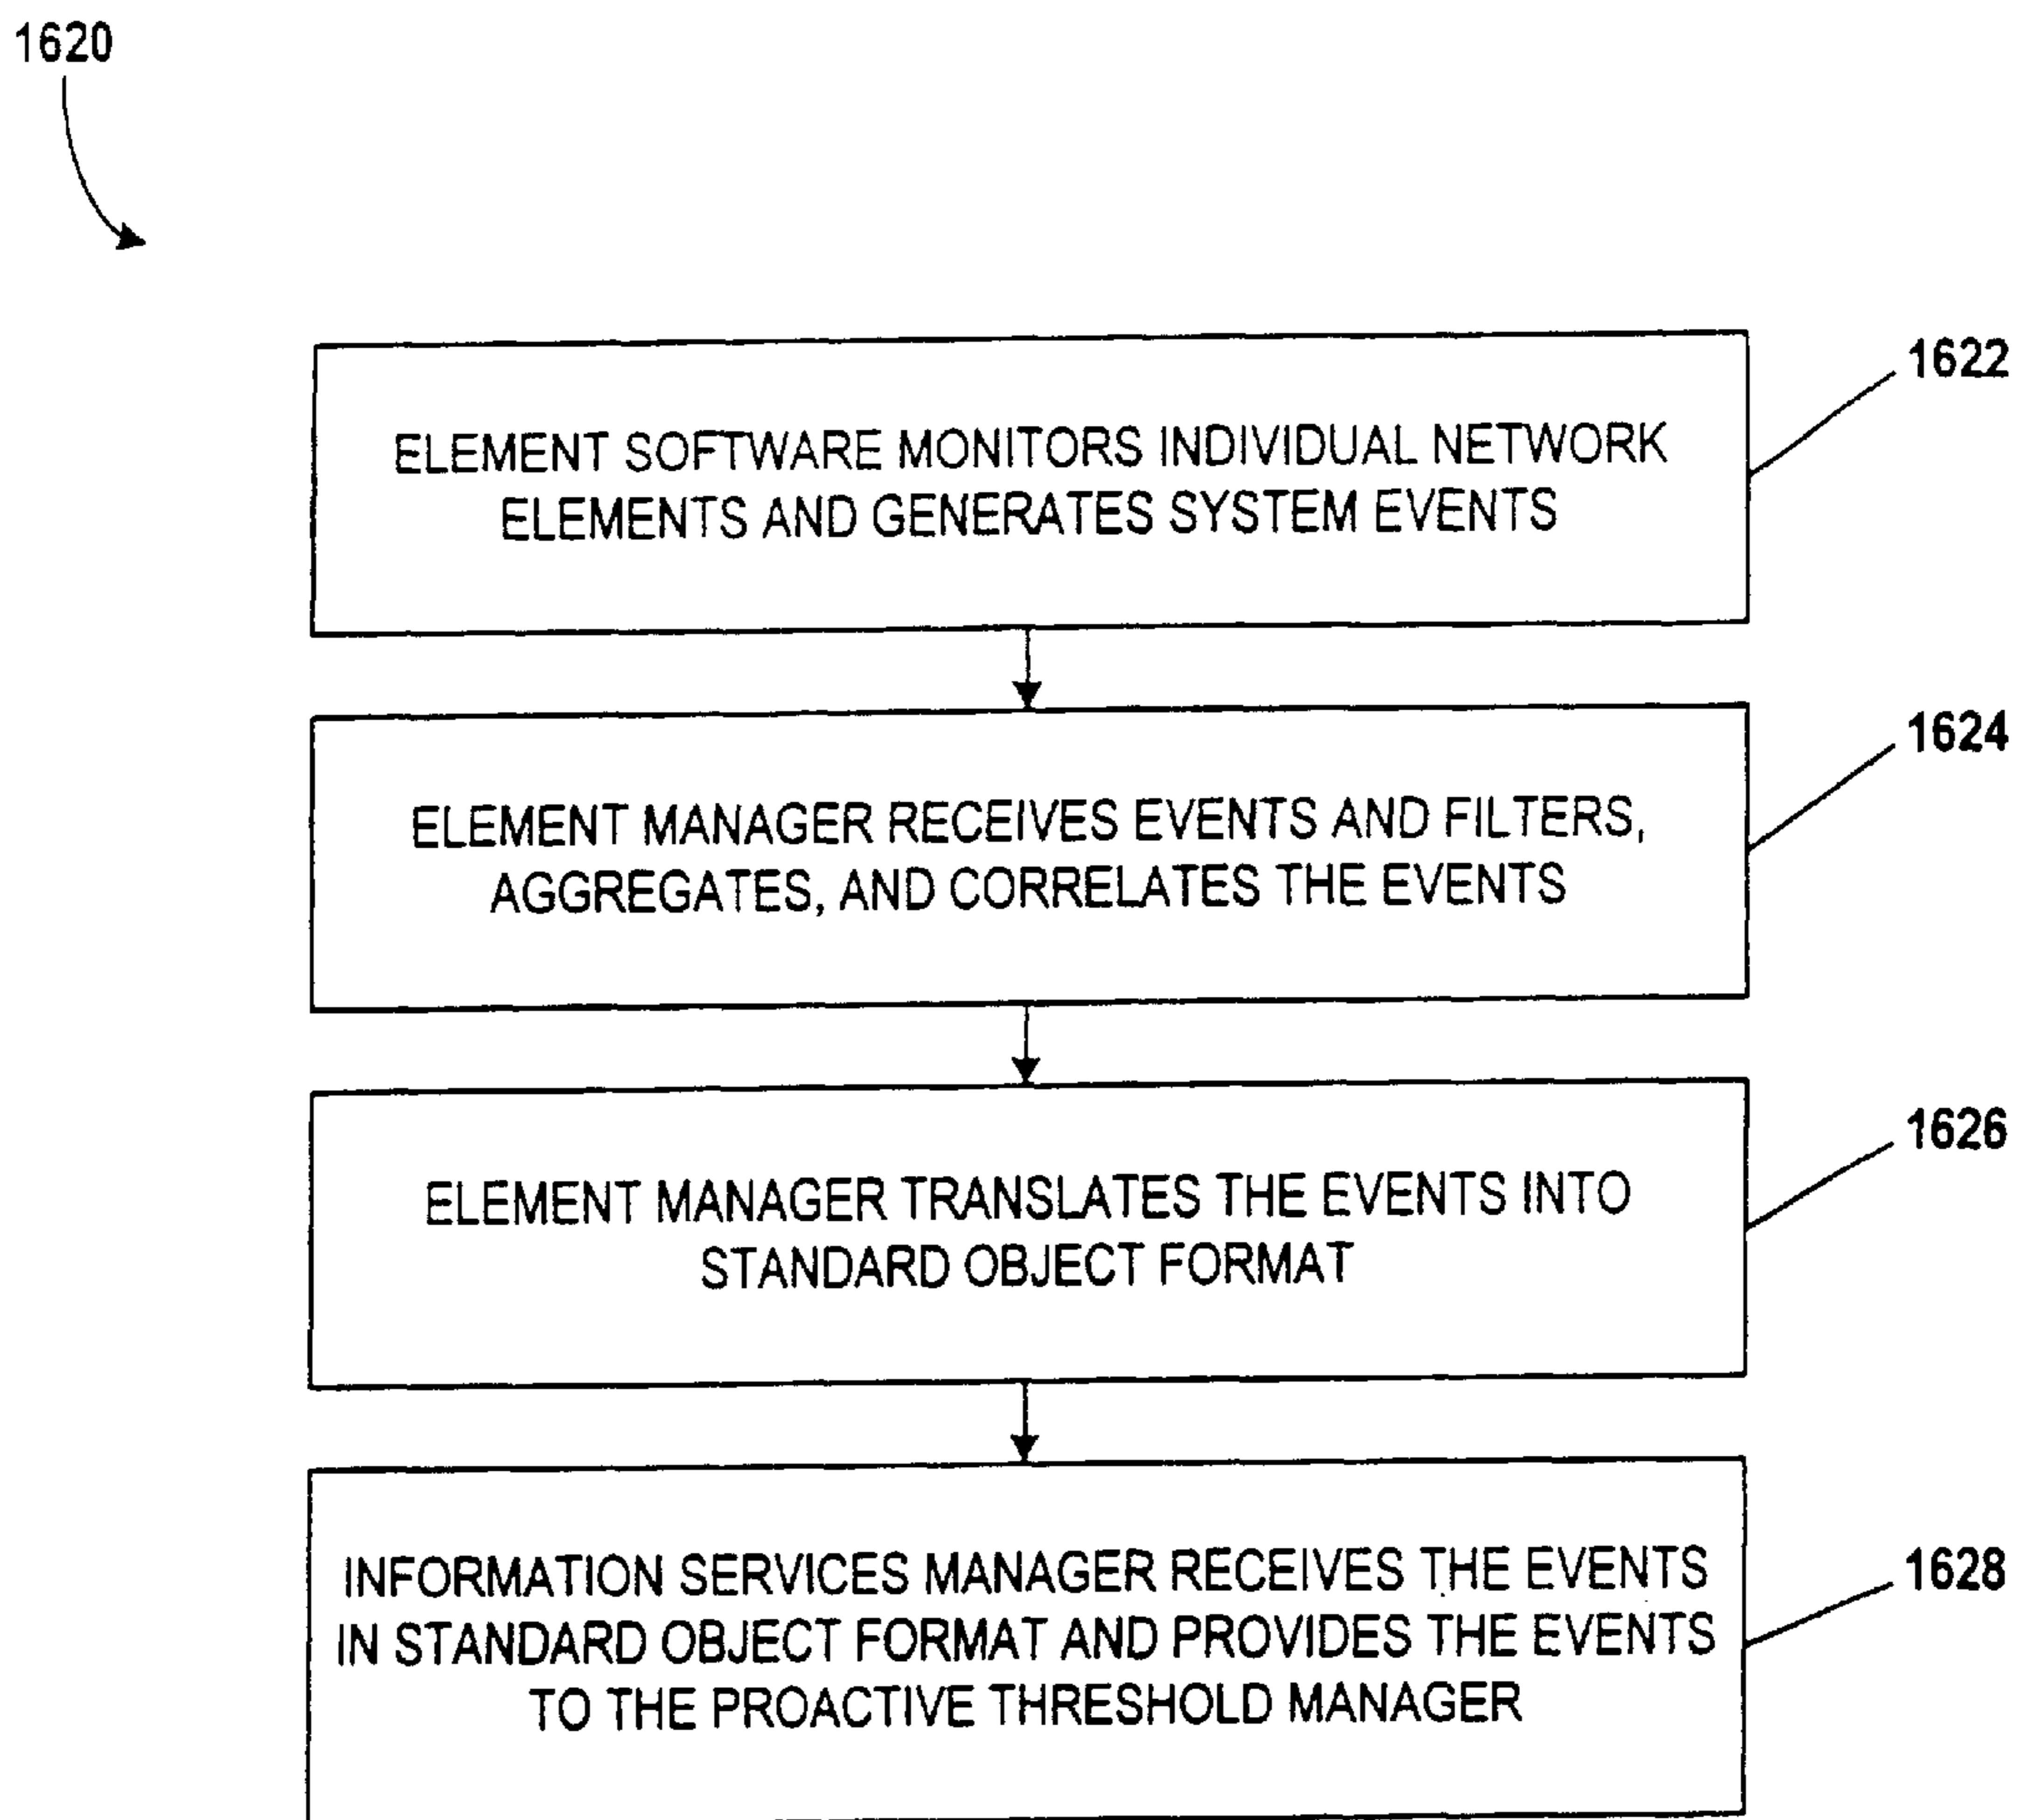 1620
1622
ELEMENT SOFTWARE MONITORS INDIVIDUAL NETWORK
ELEMENTS AND GENERATES SYSTEM EVENTS
1624
ELEMENT MANAGER RECEIVES EVENTS AND FILTERS,
AGGREGATES, AND CORRELATES THE EVENTS
1626
ELEMENT MANAGER TRANSLATES THE EVENTS INTO
STANDARD OBJECT FORMAT
1628
INFORMATION SERVICES MANAGER RECEIVES THE EVENTS
IN STANDARD OBJECT FORMAT AND PROVIDES THE EVENTS
TO THE PROACTIVE THRESHOLD MANAGER